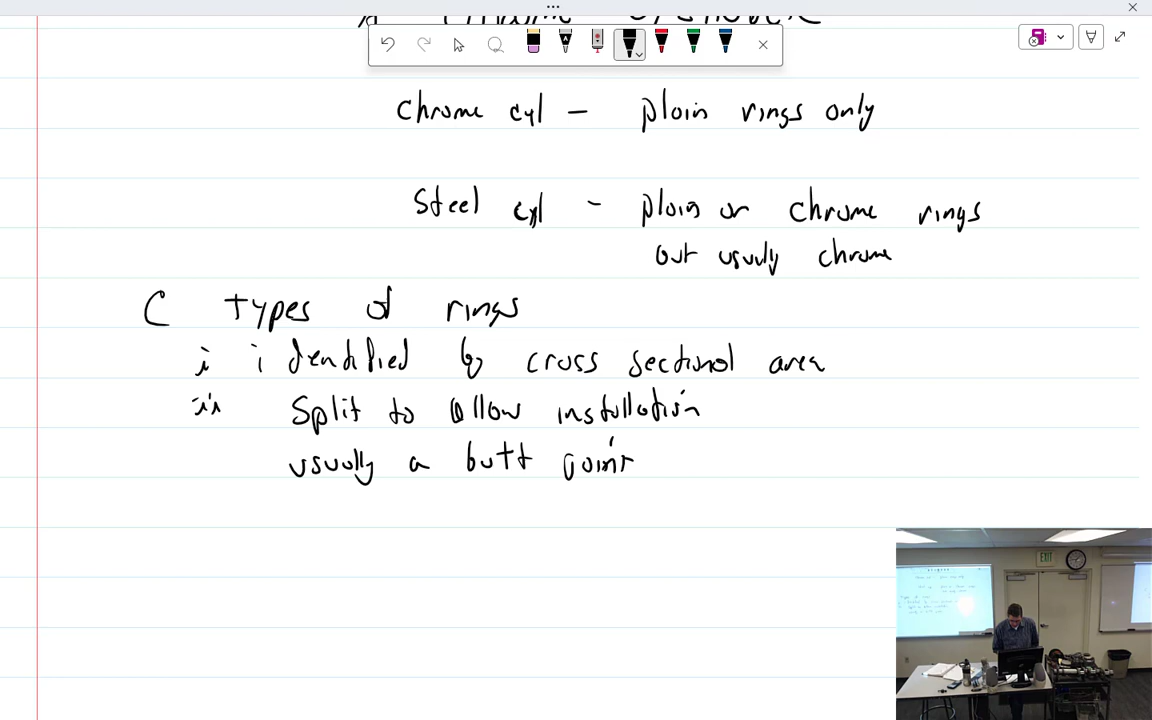 chrome cyl - plain rings only
Steel cyl - plain or chrome rings
but usually chrome
C types of rings
i identified by cross sectional area
ii Split to allow installation
usually a butt joint
EXIT